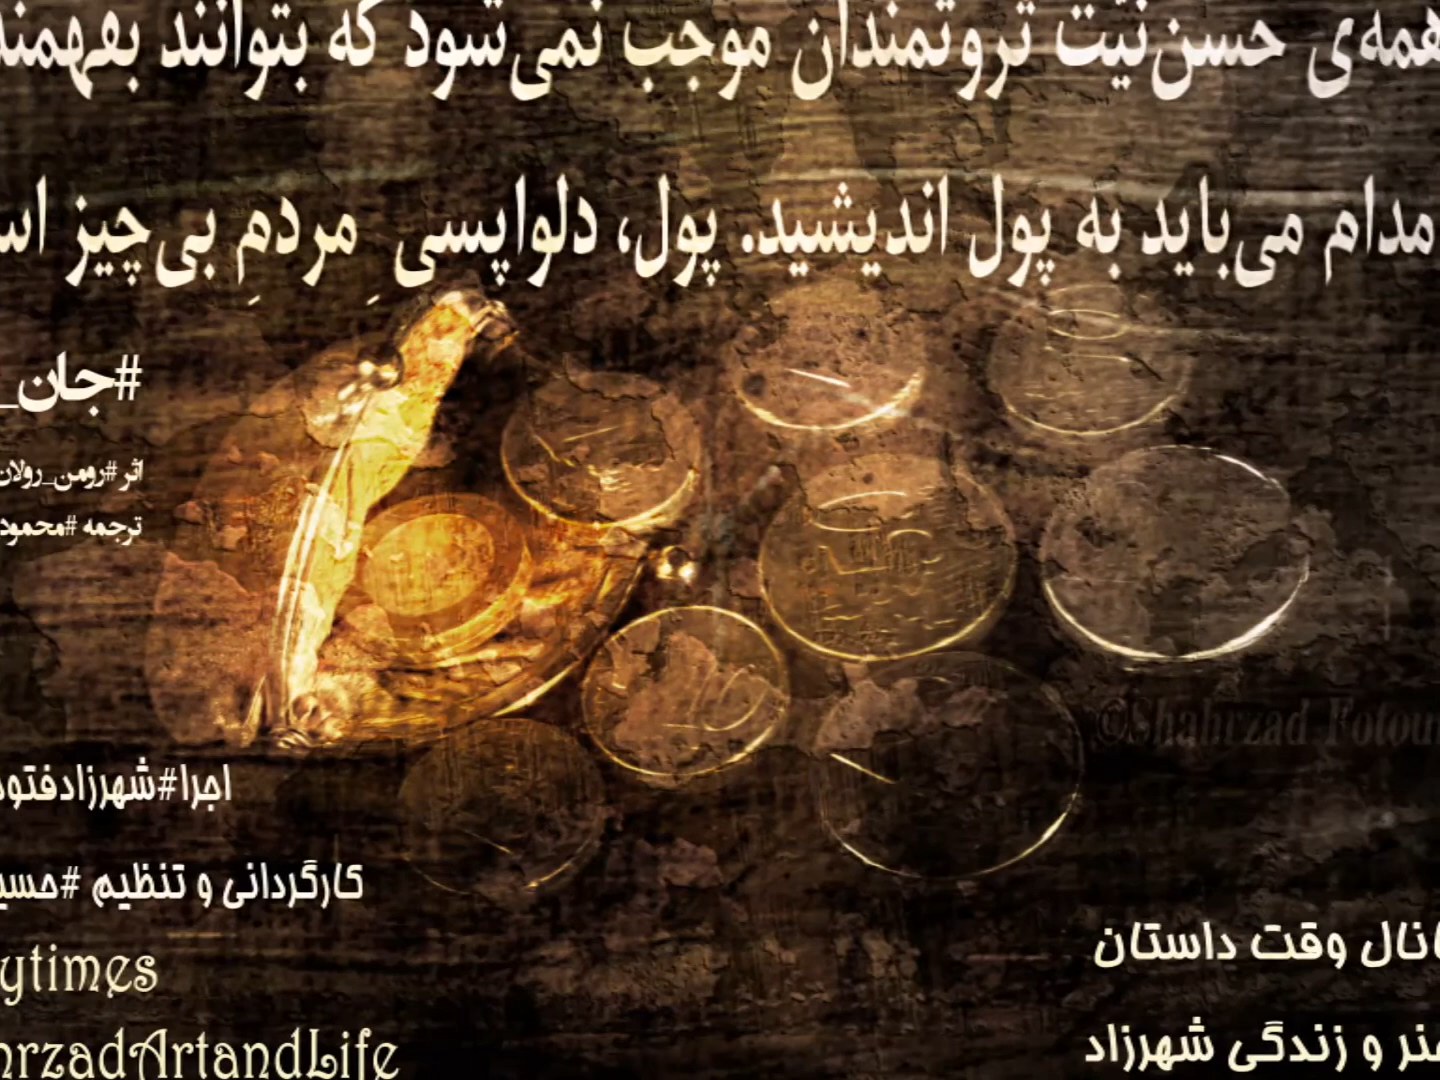 همه‌ی حسن‌نیّت ثروتمندان موجب نمی‌شود که بتوانند بفهمند
مدام می‌باید به پول اندیشید. پول، دلواپسیِ مردمِ بی‌چیز اس
#جان_
اثر #رومن_رولان
ترجمه #محمود
©Shahrzad Fotou
اجرا#شهرزادفتو
کارگردانی و تنظیم #حسی
ytimes
انال وقت داستان
hrzadArtandLife
نر و زندگی شهرزاد